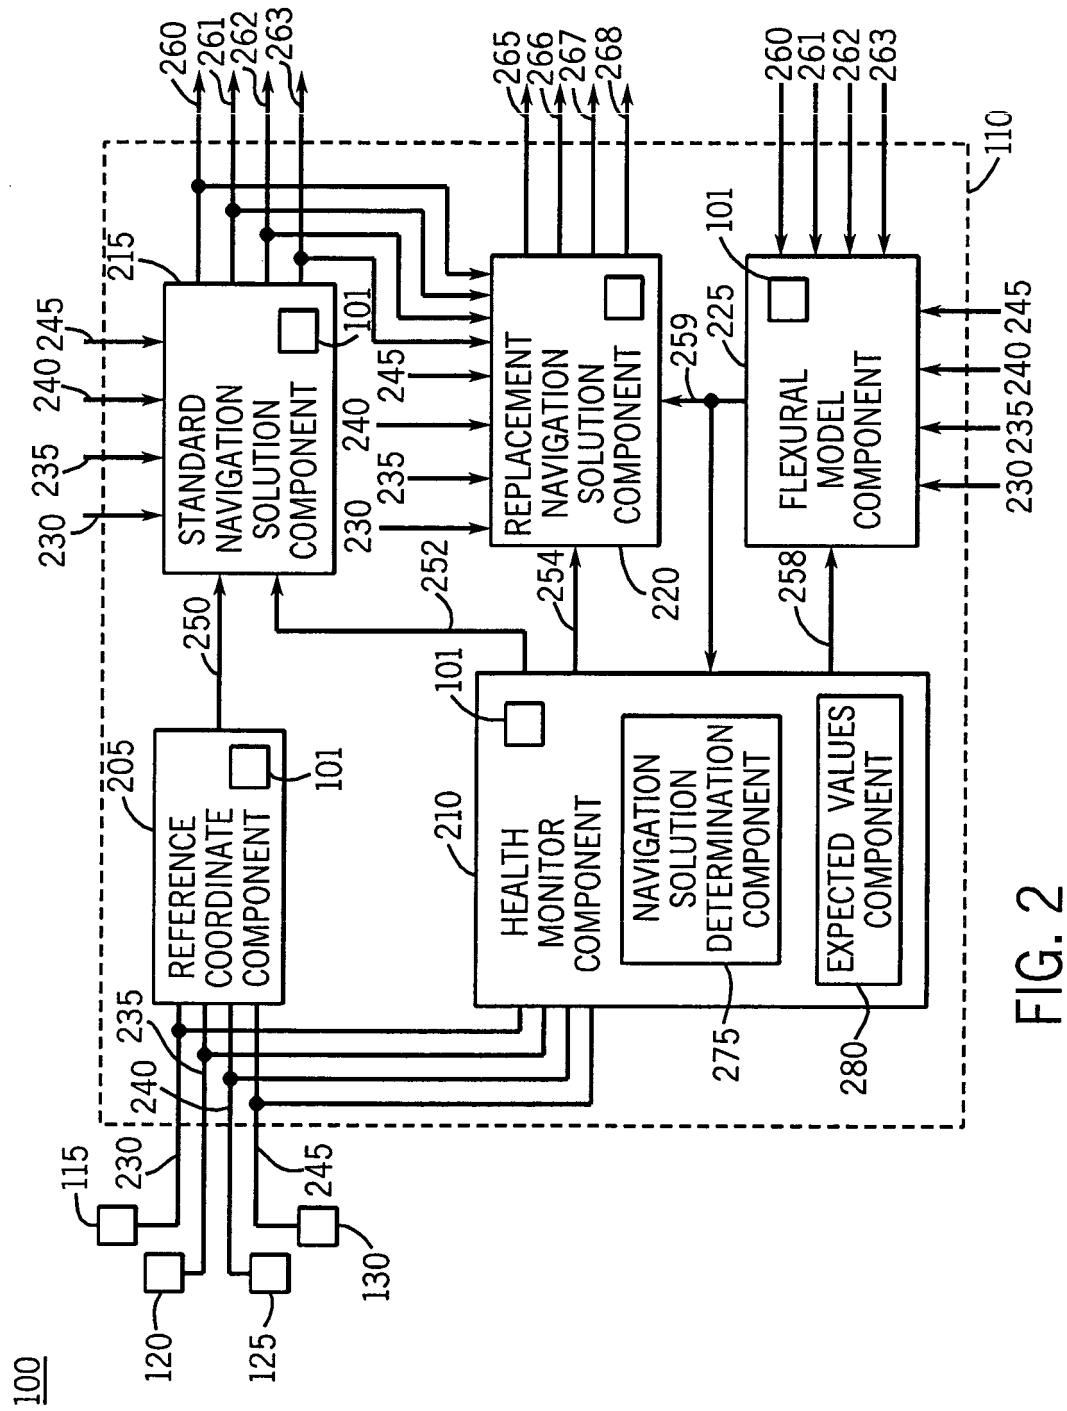 100
115
120
125
130
230
235
240
245
205
REFERENCE
COORDINATE
COMPONENT
101
250
230
235
240
245
215
STANDARD
NAVIGATION
SOLUTION
COMPONENT
101
260
261
262
263
210
HEALTH
MONITOR
COMPONENT
101
NAVIGATION
SOLUTION
DETERMINATION
COMPONENT
275
EXPECTED VALUES
COMPONENT
280
252
254
258
259
230
235
240
245
REPLACEMENT
NAVIGATION
SOLUTION
COMPONENT
220
265
266
267
268
225
FLEXURAL
MODEL
COMPONENT
101
260
261
262
263
230
235
240
245
110
FIG. 2